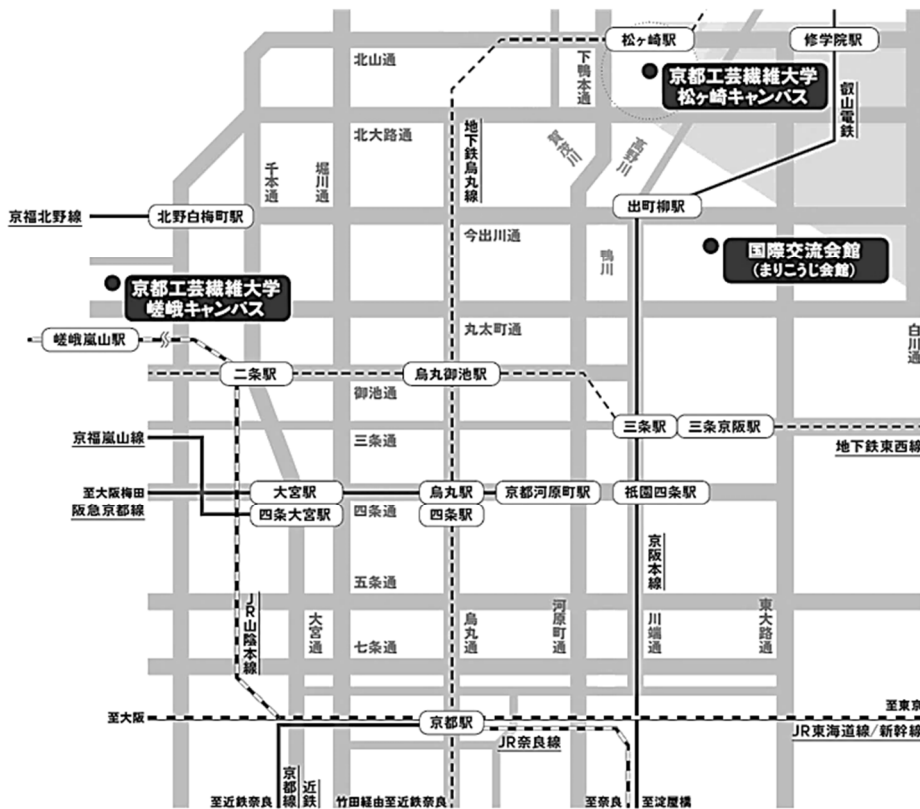 松ヶ崎駅
修学院駅
北山通
下鴨本通
京都工芸繊維大学
松ヶ崎キャンパス
叡山電鉄
地下鉄烏丸線
北大路通
賀茂川
高野川
千本通
堀川通
京福北野線
北野白梅町駅
出町柳駅
今出川通
鴨川
国際交流会館
(まりこうじ会館)
京都工芸繊維大学
嵯峨キャンパス
丸太町通
白川通
嵯峨嵐山駅
二条駅
烏丸御池駅
御池通
三条駅
三条京阪駅
京福嵐山線
三条通
地下鉄東西線
至大阪梅田
大宮駅
烏丸駅
京都河原町駅
祇園四条駅
阪急京都線
四条大宮駅
四条通
四条駅
京阪本線
五条通
JR山陰本線
大宮通
七条通
烏丸通
河原町通
川端通
東大路通
至大阪
京都駅
至東京
JR東海道線/新幹線
JR奈良線
京都線
近鉄
至近鉄奈良
竹田経由至近鉄奈良
至奈良
至淀屋橋